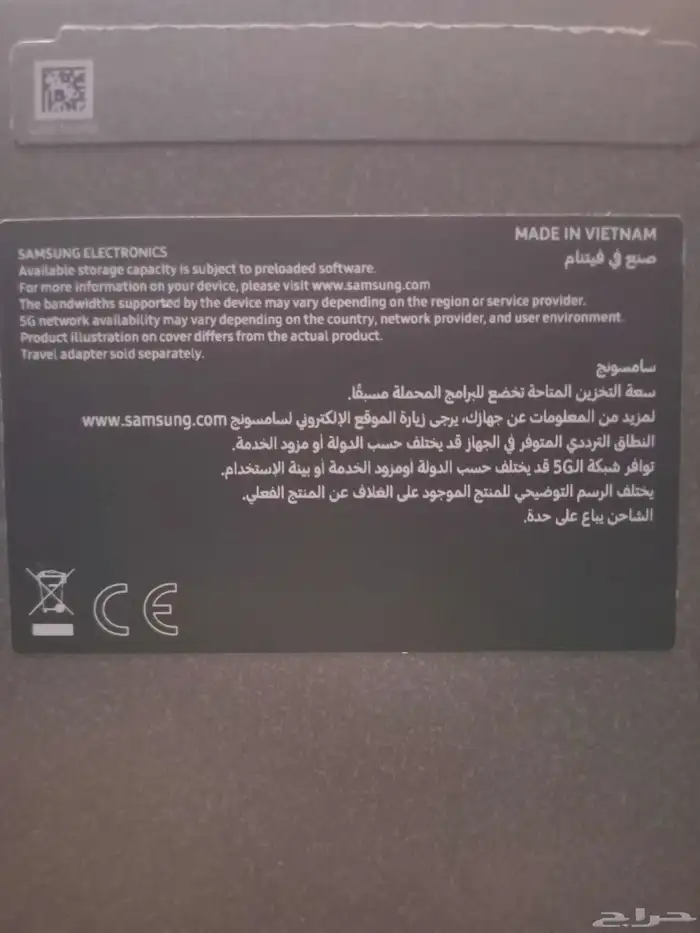 MADE IN VIETNAM
صنع في فيتنام
SAMSUNG ELECTRONICS
Available storage capacity is subject to preloaded software.
For more information on your device, please visit www.samsung.com
The bandwidths supported by the device may vary depending on the region or service provider.
5G network availability may vary depending on the country, network provider, and user environment.
Product illustration on cover differs from the actual product.
Travel adapter sold separately.
سامسونج
سعة التخزين المتاحة تخضع للبرامج المحملة مسبقًا.
لمزيد من المعلومات عن جهازك، يرجى زيارة الموقع الإلكتروني لسامسونج www.samsung.com
النطاق الترددي المتوفر في الجهاز قد يختلف حسب الدولة أو مزود الخدمة.
توافر شبكة الـ5G قد يختلف حسب الدولة أومزود الخدمة أو بيئة الإستخدام.
يختلف الرسم التوضيحي للمنتج الموجود على الغلاف عن المنتج الفعلي.
الشاحن يباع على حدة.
CE
حراج